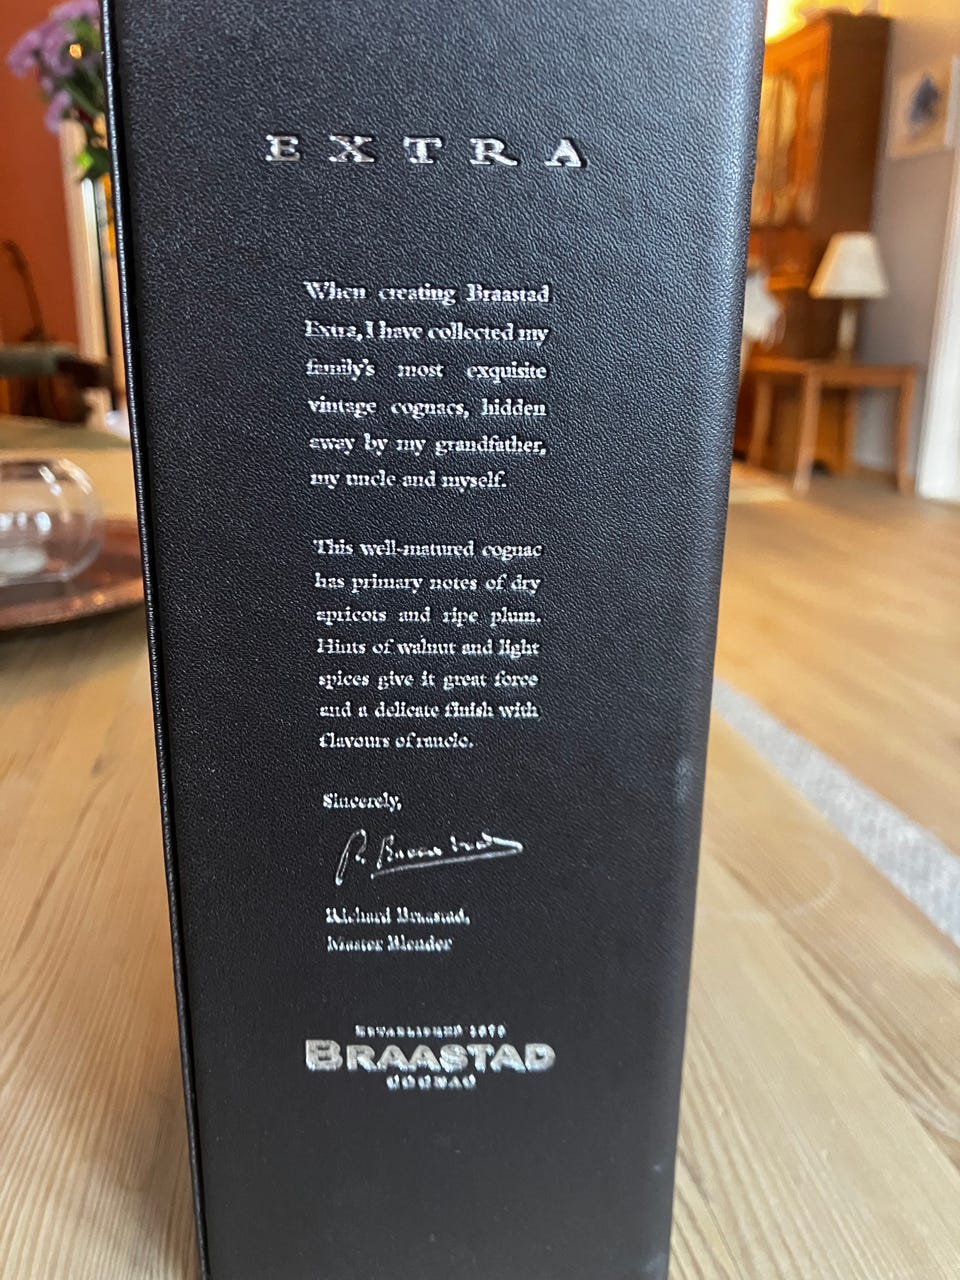 EXTRA
When creating Braastad
Extra, I have collected my
family's most exquisite
vintage cognacs, hidden
away by my grandfather,
my uncle and myself.
This well-matured cognac
has primary notes of dry
apricots and ripe plum.
Hints of walnut and light
spices give it great force
and a delicate finish with
flavours of rancio.
Sincerely,
R. Braastad
Richard Braastad,
Master Blender
ESTABLISHED
BRAASTAD
COGNAC